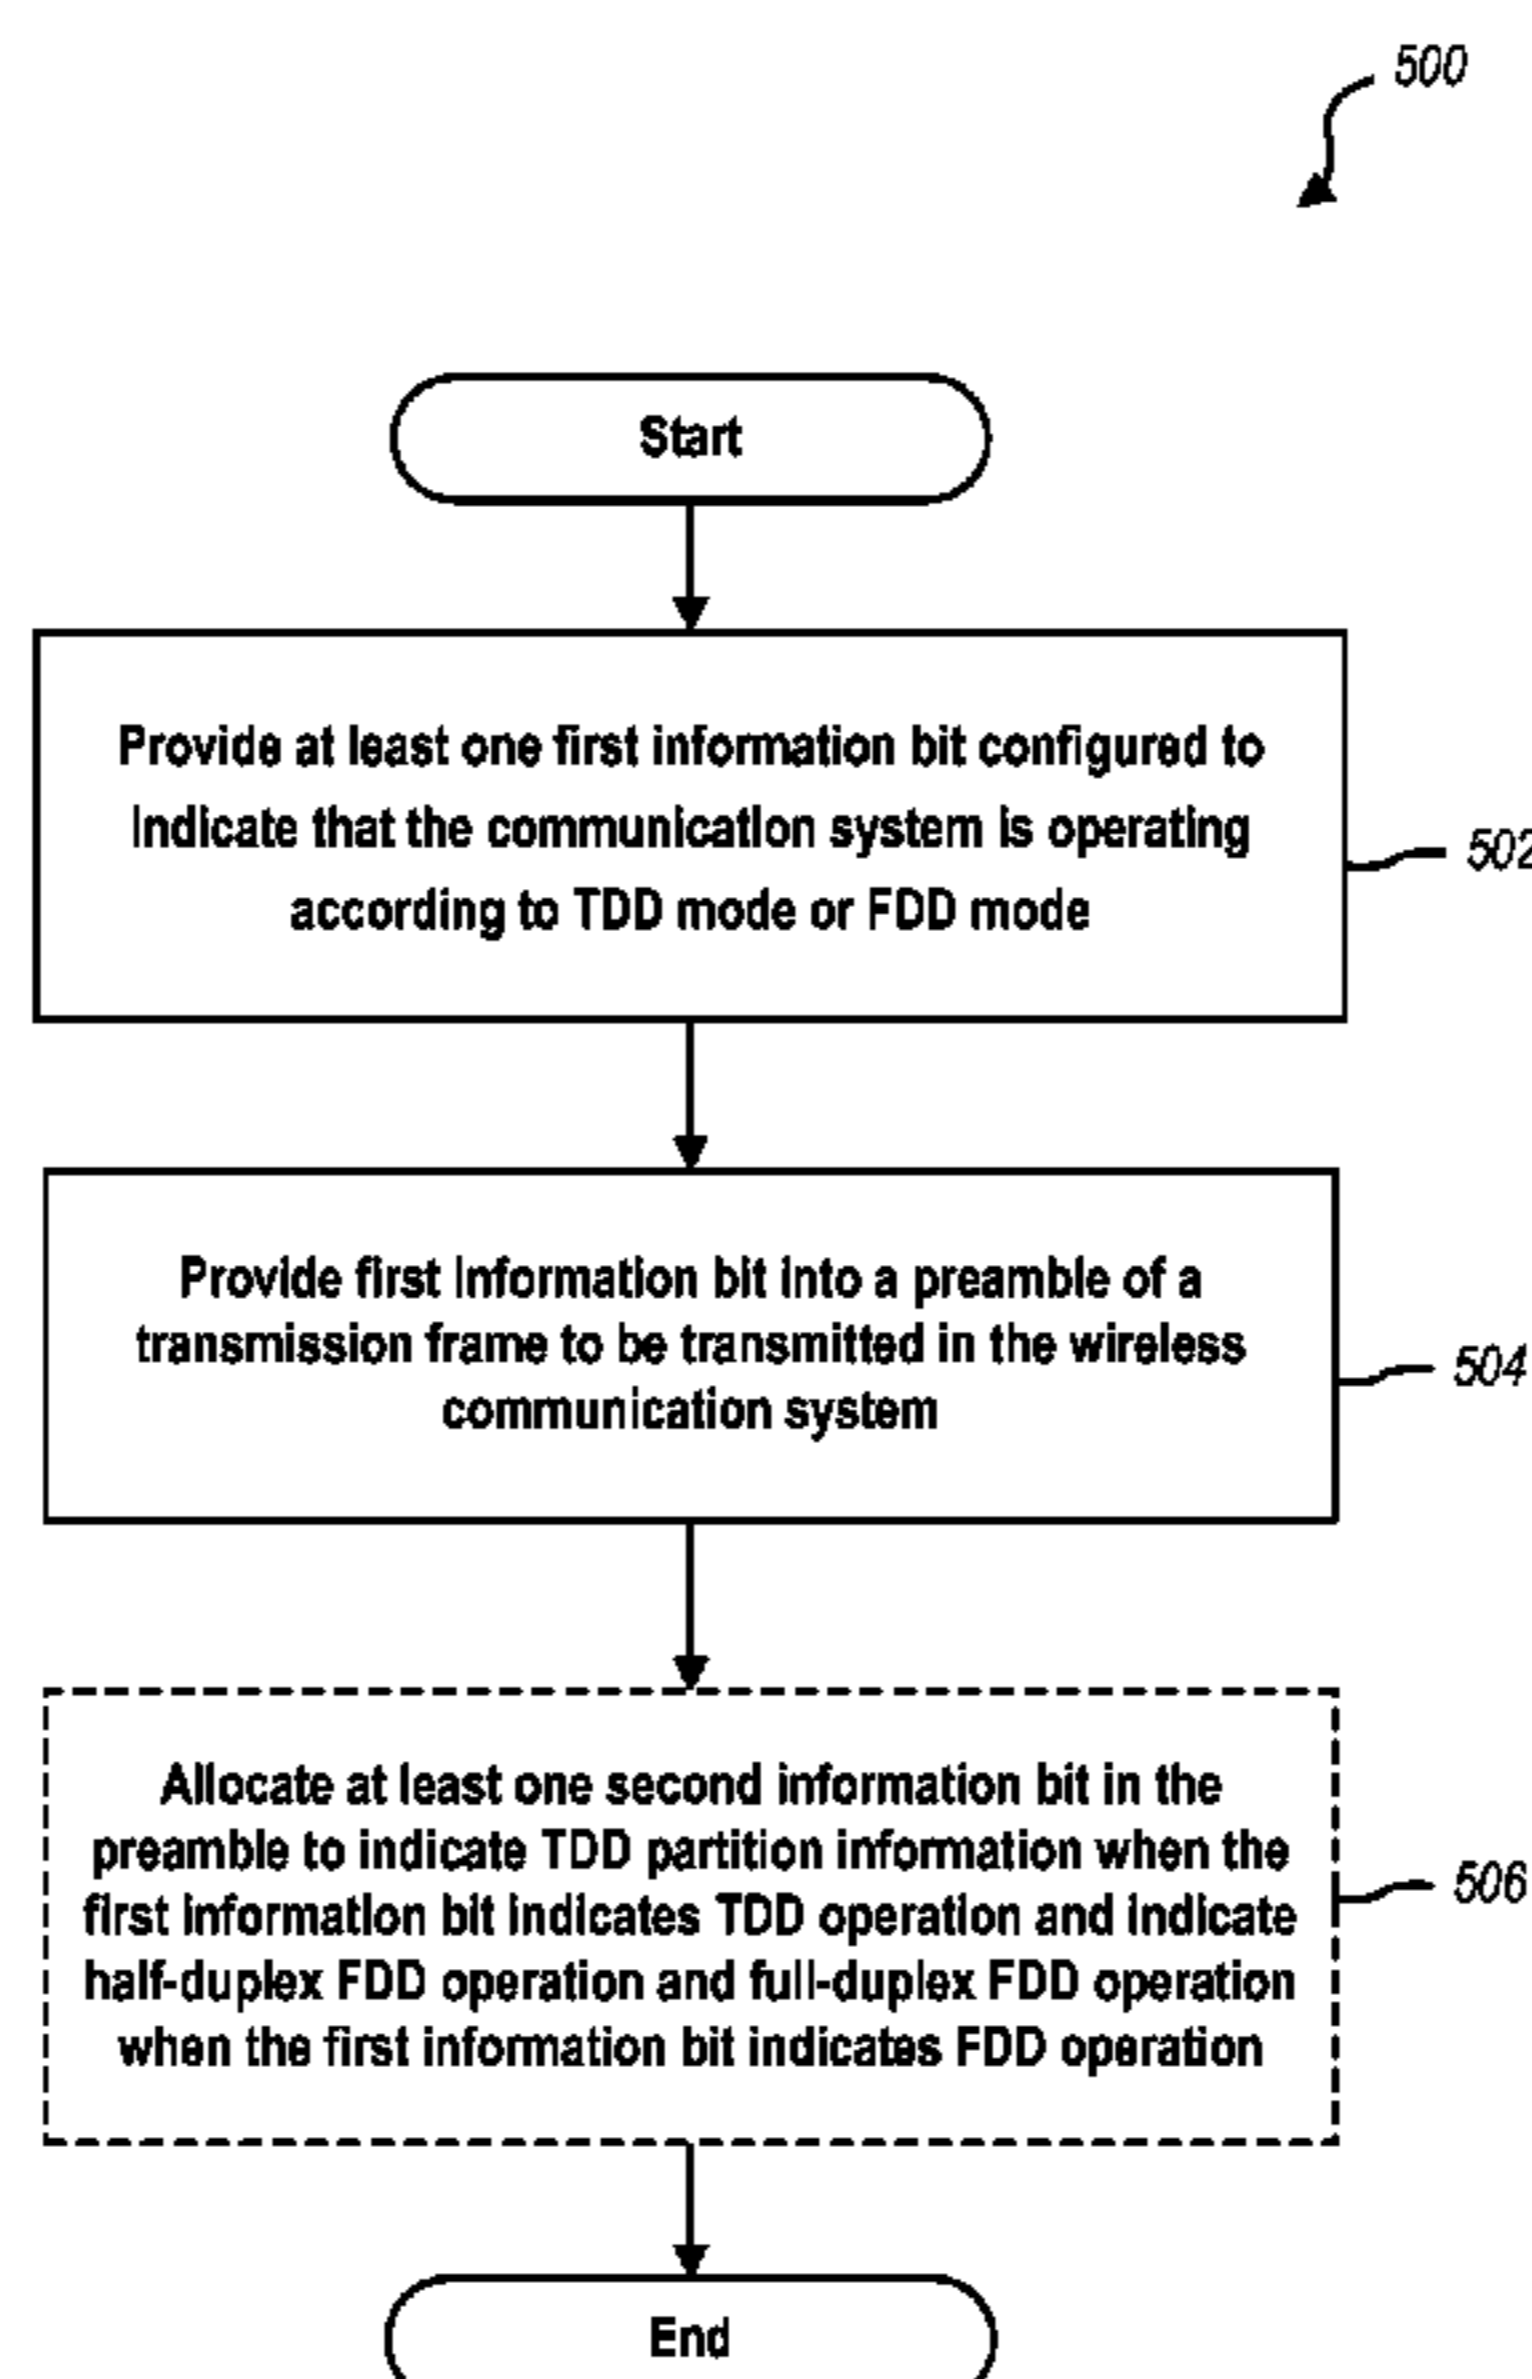 500
Start
Provide at least one first information bit configured to
indicate that the communication system is operating
according to TDD mode or FDD mode
502
Provide first information bit into a preamble of a
transmission frame to be transmitted in the wireless
communication system
504
Allocate at least one second information bit in the
preamble to indicate TDD partition information when the
first information bit indicates TDD operation and indicate
half-duplex FDD operation and full-duplex FDD operation
when the first information bit indicates FDD operation
506
End